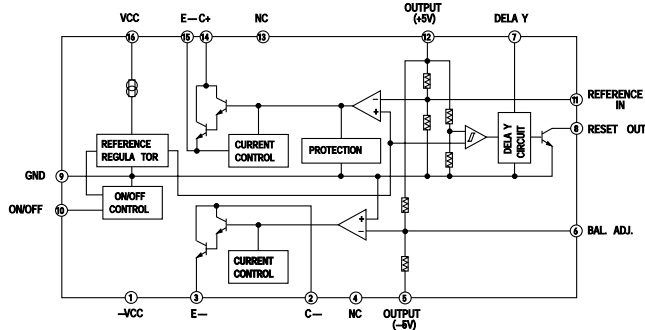 OUTPUT
(+5V)
VCC
E— C+
NC
DELA Y
16
15
14
13
12
7
REFERENCE
IN
11
RESET OUT
8
REFERENCE
REGULA TOR
CURRENT
CONTROL
PROTECTION
DELA Y
CIRCUIT
−
+
GND
9
ON/OFF
10
ON/OFF
CONTROL
+
−
BAL. ADJ.
6
CURRENT
CONTROL
1
3
2
4
5
—VCC
E—
C—
NC
OUTPUT
(—5V)